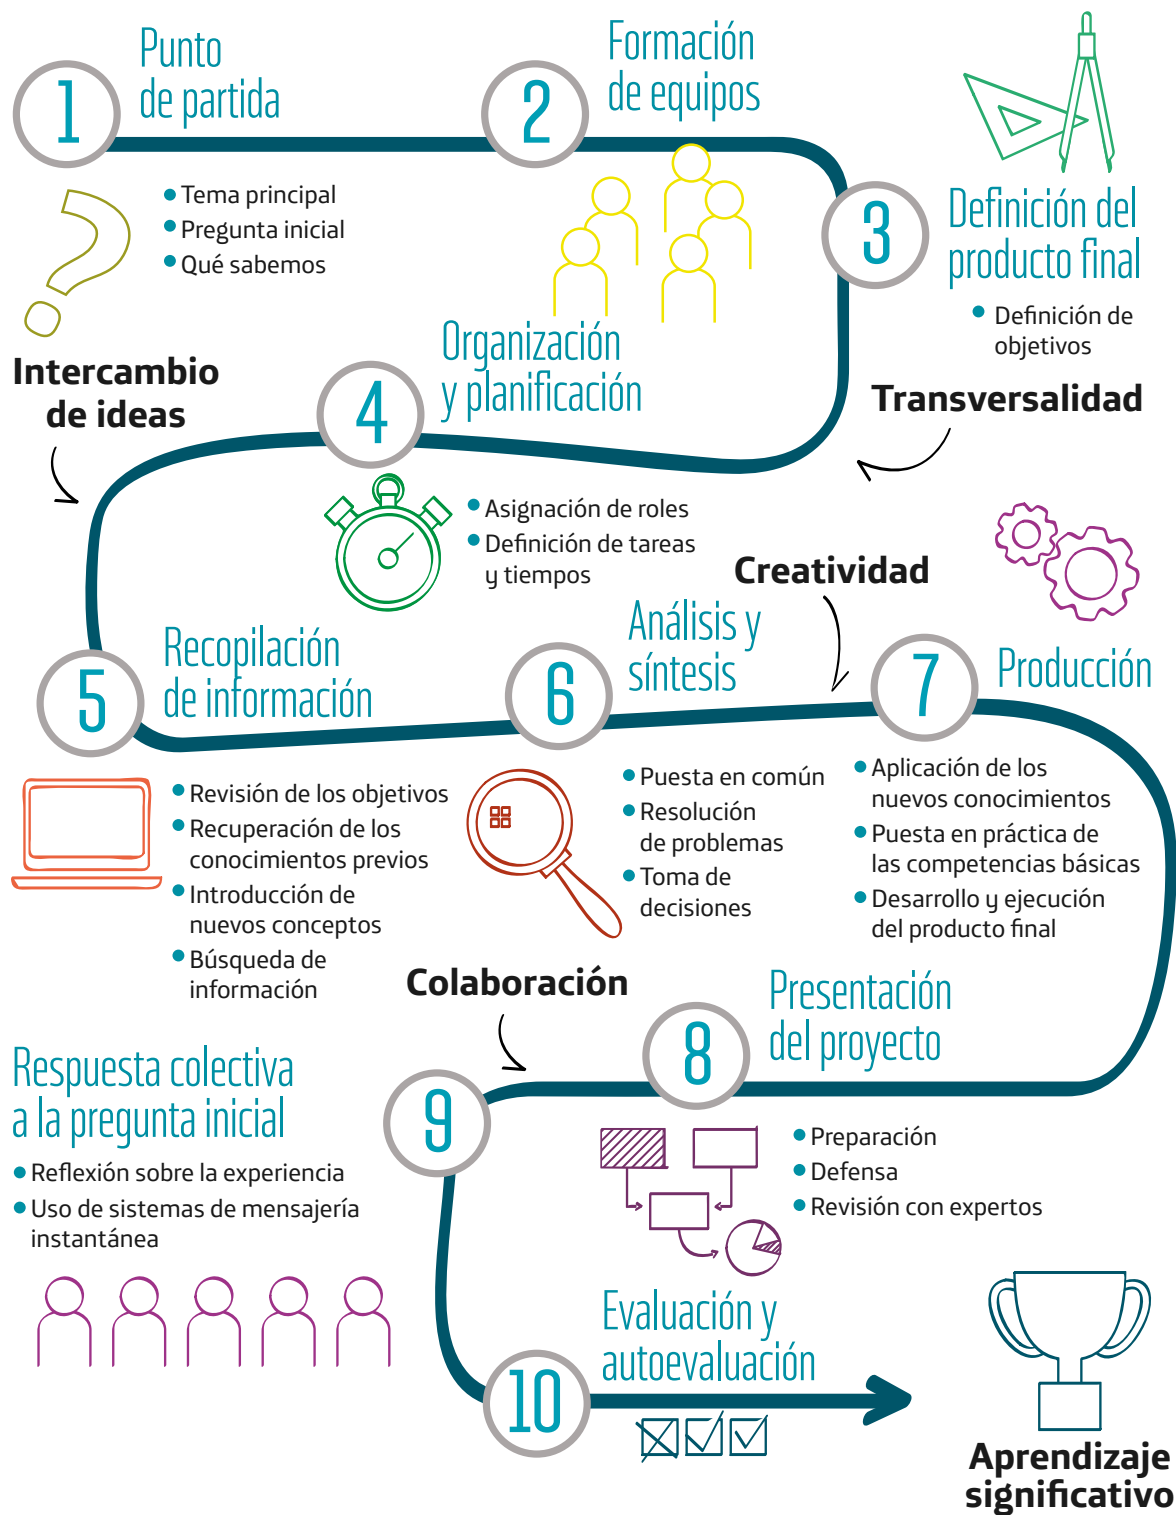 1
Punto
de partida
• Tema principal
• Pregunta inicial
• Qué sabemos
2
Formación
de equipos
3
Definición del
producto final
• Definición de
objetivos
Intercambio
de ideas
4
Organización
y planificación
• Asignación de roles
• Definición de tareas
y tiempos
Transversalidad
Creatividad
5
Recopilación
de información
• Revisión de los objetivos
• Recuperación de los
conocimientos previos
• Introducción de
nuevos conceptos
• Búsqueda de
información
6
Análisis y
síntesis
• Puesta en común
• Resolución
de problemas
• Toma de
decisiones
7
Producción
• Aplicación de los
nuevos conocimientos
• Puesta en práctica de
las competencias básicas
• Desarrollo y ejecución
del producto final
Colaboración
8
Presentación
del proyecto
• Preparación
• Defensa
• Revisión con expertos
9
Respuesta colectiva
a la pregunta inicial
• Reflexión sobre la experiencia
• Uso de sistemas de mensajería
instantánea
10
Evaluación y
autoevaluación
Aprendizaje
significativo